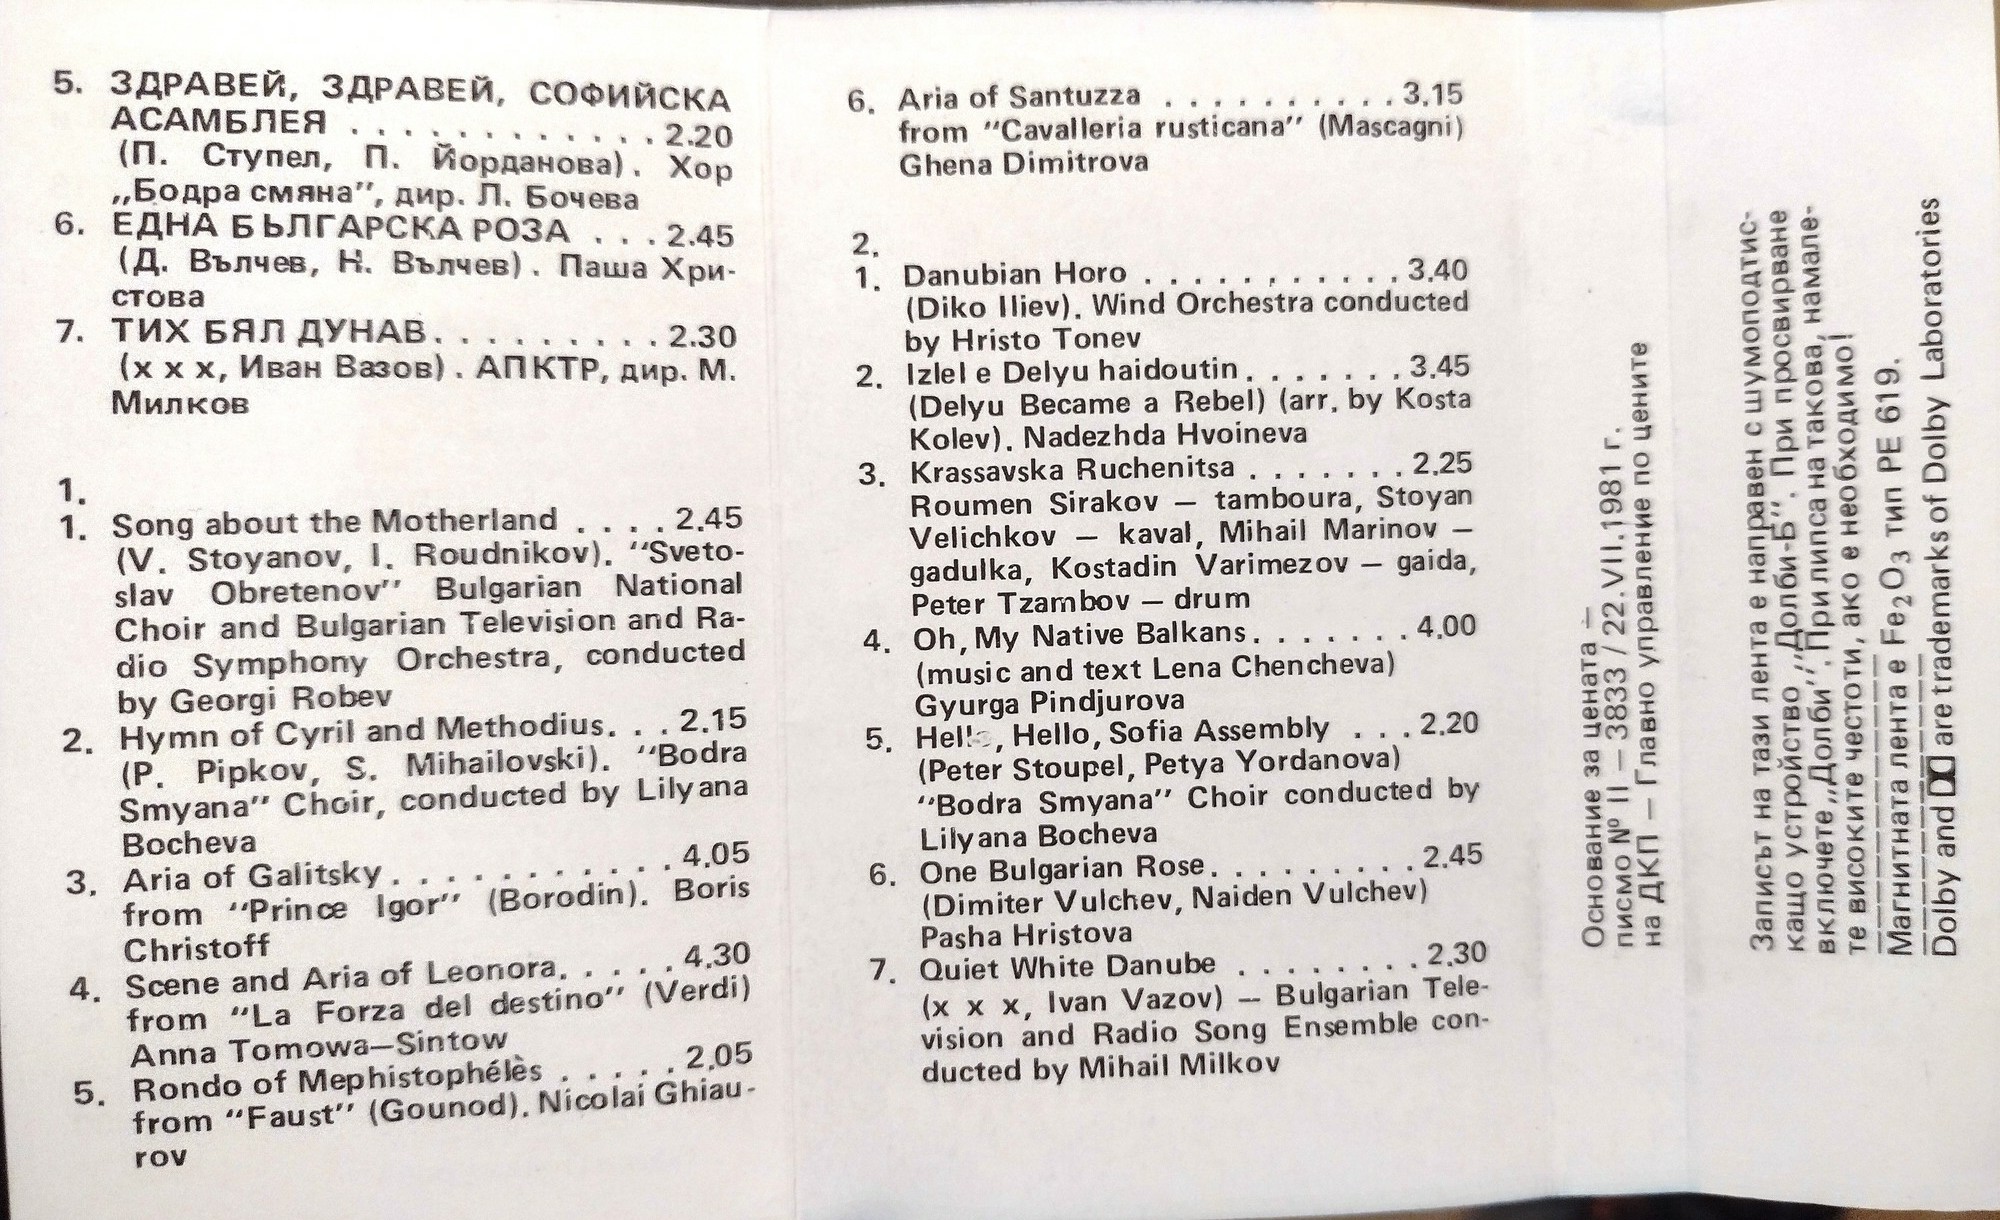 5. ЗДРАВЕЙ, ЗДРАВЕЙ, СОФИЙСКА
АСАМБЛЕЯ . . . . . . . . . . . . 2.20
(П. Ступел, П. Йорданова). Хор
„Бодра смяна”, дир. Л. Бочева
6. ЕДНА БЪЛГАРСКА РОЗА . . . 2.45
(Д. Вълчев, Н. Вълчев). Паша Хри-
стова
7. ТИХ БЯЛ ДУНАВ. . . . . . . . . 2.30
(х х х, Иван Вазов). АПКТР, дир. М.
Милков
1.
1. Song about the Motherland . . . . 2.45
(V. Stoyanov, I. Roudnikov). “Sveto-
slav Obretenov” Bulgarian National
Choir and Bulgarian Television and Ra-
dio Symphony Orchestra, conducted
by Georgi Robev
2. Hymn of Cyril and Methodius. . . 2.15
(P. Pipkov, S. Mihailovski). “Bodra
Smyana” Choir, conducted by Lilyana
Bocheva
3. Aria of Galitsky . . . . . . . . . . . 4.05
from “Prince Igor” (Borodin). Boris
Christoff
4. Scene and Aria of Leonora. . . . . 4.30
from “La Forza del destino” (Verdi)
Anna Tomowa—Sintow
5. Rondo of Mephistophélès . . . . . 2.05
from “Faust” (Gounod). Nicolai Ghiau-
rov
6. Aria of Santuzza . . . . . . . . . . 3.15
from “Cavalleria rusticana” (Mascagni)
Ghena Dimitrova
2.
1. Danubian Horo . . . . . . . . . . . 3.40
(Diko Iliev). Wind Orchestra conducted
by Hristo Tonev
2. Izlel e Delyu haidoutin . . . . . . . 3.45
(Delyu Became a Rebel) (arr. by Kosta
Kolev). Nadezhda Hvoineva
3. Krassavska Ruchenitsa . . . . . . . 2.25
Roumen Sirakov — tamboura, Stoyan
Velichkov — kaval, Mihail Marinov —
gadulka, Kostadin Varimezov — gaida,
Peter Tzambov — drum
4. Oh, My Native Balkans . . . . . . . 4.00
(music and text Lena Chencheva)
Gyurga Pindjurova
5. Hello, Hello, Sofia Assembly . . . 2.20
(Peter Stoupel, Petya Yordanova)
“Bodra Smyana” Choir conducted by
Lilyana Bocheva
6. One Bulgarian Rose. . . . . . . . . 2.45
(Dimiter Vulchev, Naiden Vulchev)
Pasha Hristova
7. Quiet White Danube . . . . . . . . 2.30
(x x x, Ivan Vazov) — Bulgarian Tele-
vision and Radio Song Ensemble con-
ducted by Mihail Milkov
Основание за цената —
писмо № II — 3833 / 22.VII.1981 г.
на ДКП — Главно управление по цените
Записът на тази лента е направен с шумоподтис-
кащо устройство „Долби-Б”. При просвирване
включете „Долби”. При липса на такова, намале-
те високите честоти, ако е необходимо!
Магнитната лента е Fe2O3 тип PE 619.
Dolby and are trademarks of Dolby Laboratories